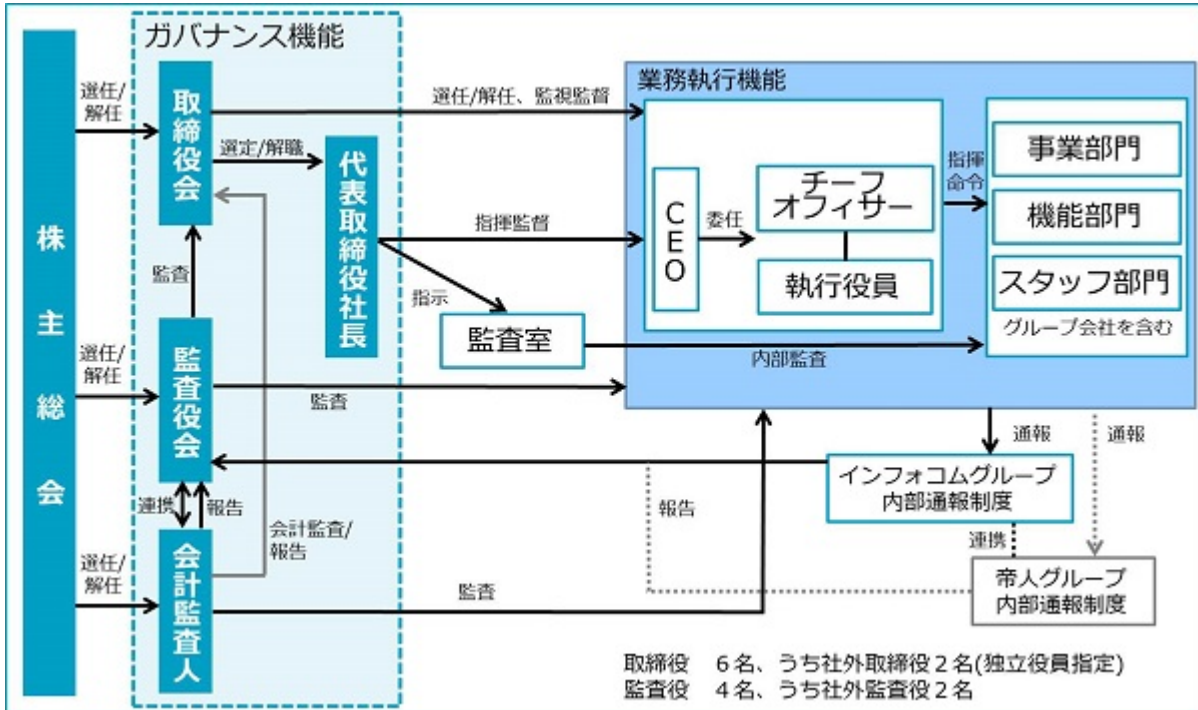 ガバナンス機能
株主総会
選任/
解任
取締役会
選任/解任、監視監督
選定/解職
代表取締役社長
指揮監督
指示
監査室
監査
選任/
解任
監査役会
監査
内部監査
連携
報告
会計監査/
報告
選任/
解任
会計監査人
監査
業務執行機能
CEO
委任
チーフ
オフィサー
執行役員
指揮
命令
事業部門
機能部門
スタッフ部門
グループ会社を含む
通報
通報
インフォコムグループ
内部通報制度
報告
連携
帝人グループ
内部通報制度
取締役 6名、うち社外取締役2名(独立役員指定)
監査役 4名、うち社外監査役2名